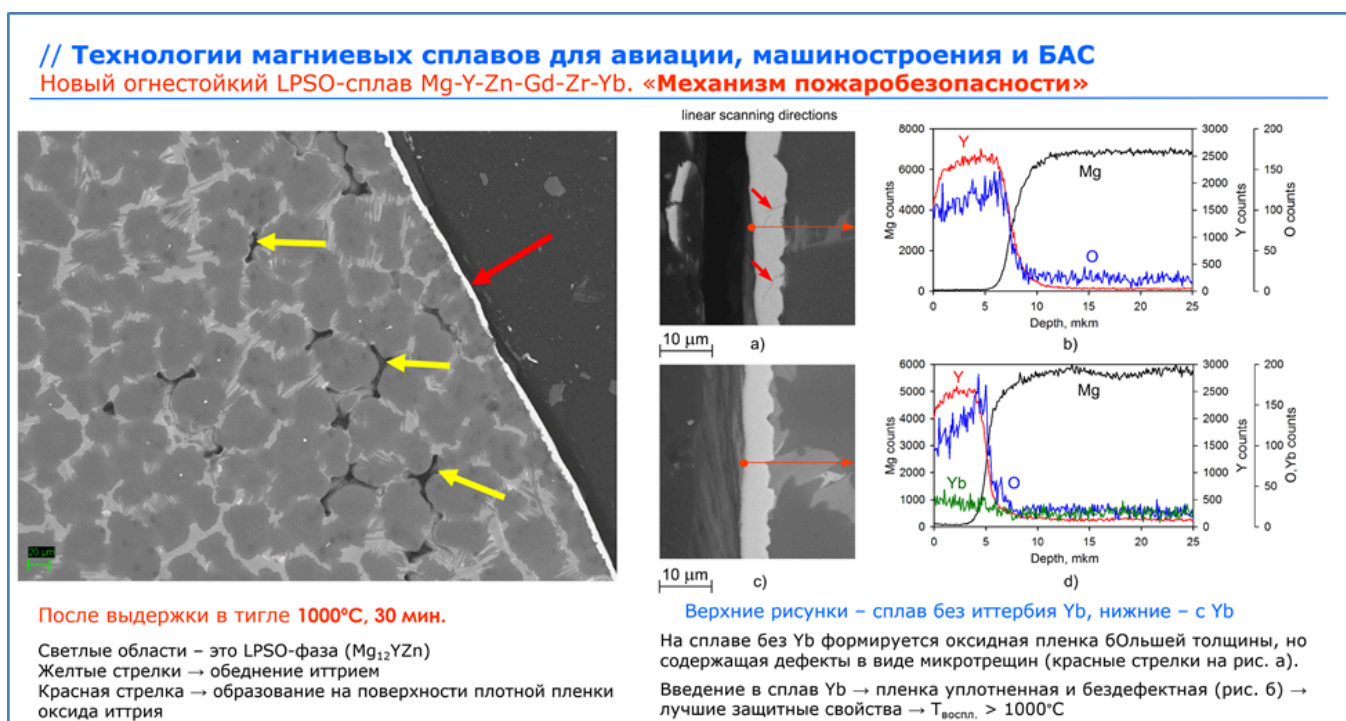 // Технологии магниевых сплавов для авиации, машиностроения и БАС
Новый огнестойкий LPSO-сплав Mg-Y-Zn-Gd-Zr-Yb. «Механизм пожаробезопасности»
20 μm
После выдержки в тигле 1000ºС, 30 мин.
Светлые области – это LPSO-фаза (Mg12YZn)
Желтые стрелки → обеднение иттрием
Красная стрелка → образование на поверхности плотной пленки
оксида иттрия
linear scanning directions
10 μm
a)
8000
6000
4000
2000
0
Mg counts
Y
Mg
O
3000
2500
2000
1500
1000
500
0
Y counts
200
150
100
50
0
O counts
0 5 10 15 20 25
Depth, mkm
b)
10 μm
c)
6000
5000
4000
3000
2000
1000
0
Mg counts
Y
Mg
Yb
O
3000
2500
2000
1500
1000
500
0
Y counts
200
150
100
50
0
O,Yb counts
0 5 10 15 20 25
Depth, mkm
d)
Верхние рисунки – сплав без иттербия Yb, нижние – с Yb
На сплаве без Yb формируется оксидная пленка бОльшей толщины, но
содержащая дефекты в виде микротрещин (красные стрелки на рис. а).
Введение в сплав Yb → пленка уплотненная и бездефектная (рис. б) →
лучшие защитные свойства → Твоспл. > 1000°С